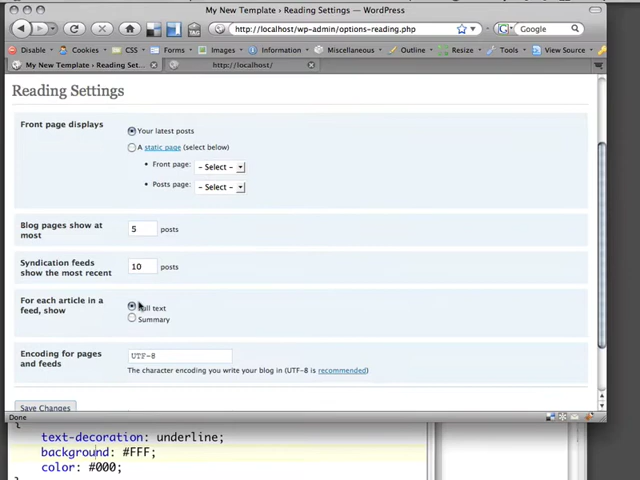 My New Template › Reading Settings — WordPress
http://localhost/wp-admin/options-reading.php
Google
Disable Cookies CSS Forms Images Information Miscellaneous Outline Resize Tools View Source
My New Template › Reading Sett... http://localhost/
Reading Settings
Front page displays
Your latest posts
A static page (select below)
Front page: - Select -
Posts page: - Select -
Blog pages show at most
5 posts
Syndication feeds show the most recent
10 posts
For each article in a feed, show
text
Summary
Encoding for pages and feeds
UTF-8
The character encoding you write your blog in (UTF-8 is recommended)
Save Changes
Done
{
text-decoration: underline;
background: #FFF;
color: #000;